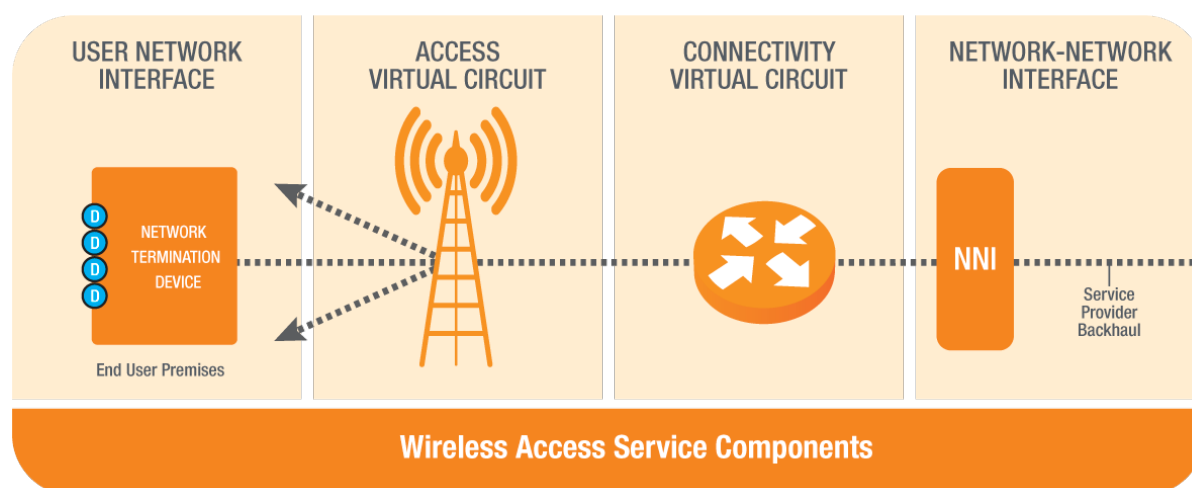 USER NETWORK
INTERFACE
ACCESS
VIRTUAL CIRCUIT
CONNECTIVITY
VIRTUAL CIRCUIT
NETWORK-NETWORK
INTERFACE
D
D
D
D
NETWORK
TERMINATION
DEVICE
End User Premises
NNI
Service
Provider
Backhaul
Wireless Access Service Components